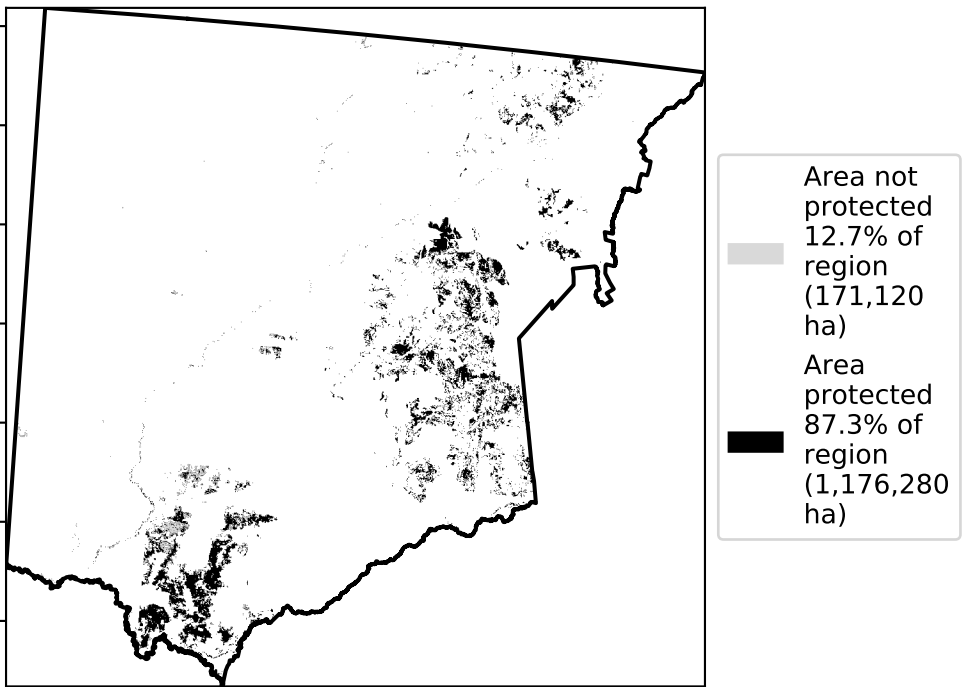 Area not
protected
12.7% of
region
(171,120
ha)
Area
protected
87.3% of
region
(1,176,280
ha)